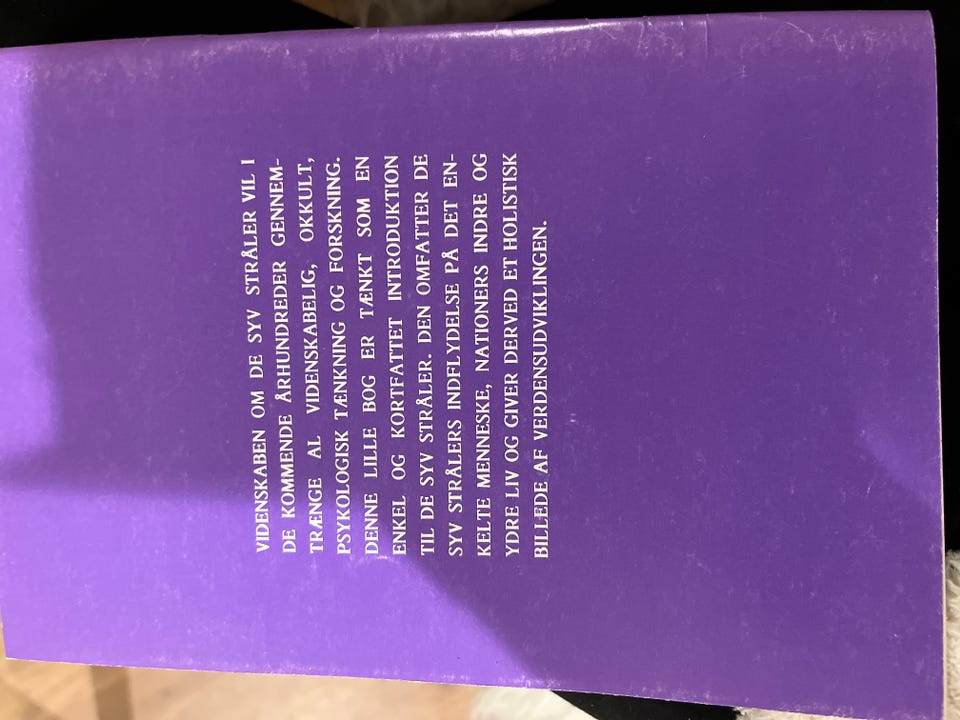 VIDENSKABEN OM DE SYV STRÅLER VIL I
DE KOMMENDE ÅRHUNDREDER GENNEM-
TRÆNGE AL VIDENSKABELIG, OKKULT,
PSYKOLOGISK TÆNKNING OG FORSKNING.
DENNE LILLE BOG ER TÆNKT SOM EN
ENKEL OG KORTFATTET INTRODUKTION
TIL DE SYV STRÅLER. DEN OMFATTER DE
SYV STRÅLERS INDFLYDELSE PÅ DET EN-
KELTE MENNESKE, NATIONERS INDRE OG
YDRE LIV OG GIVER DERVED ET HOLISTISK
BILLEDE AF VERDENSUDVIKLINGEN.